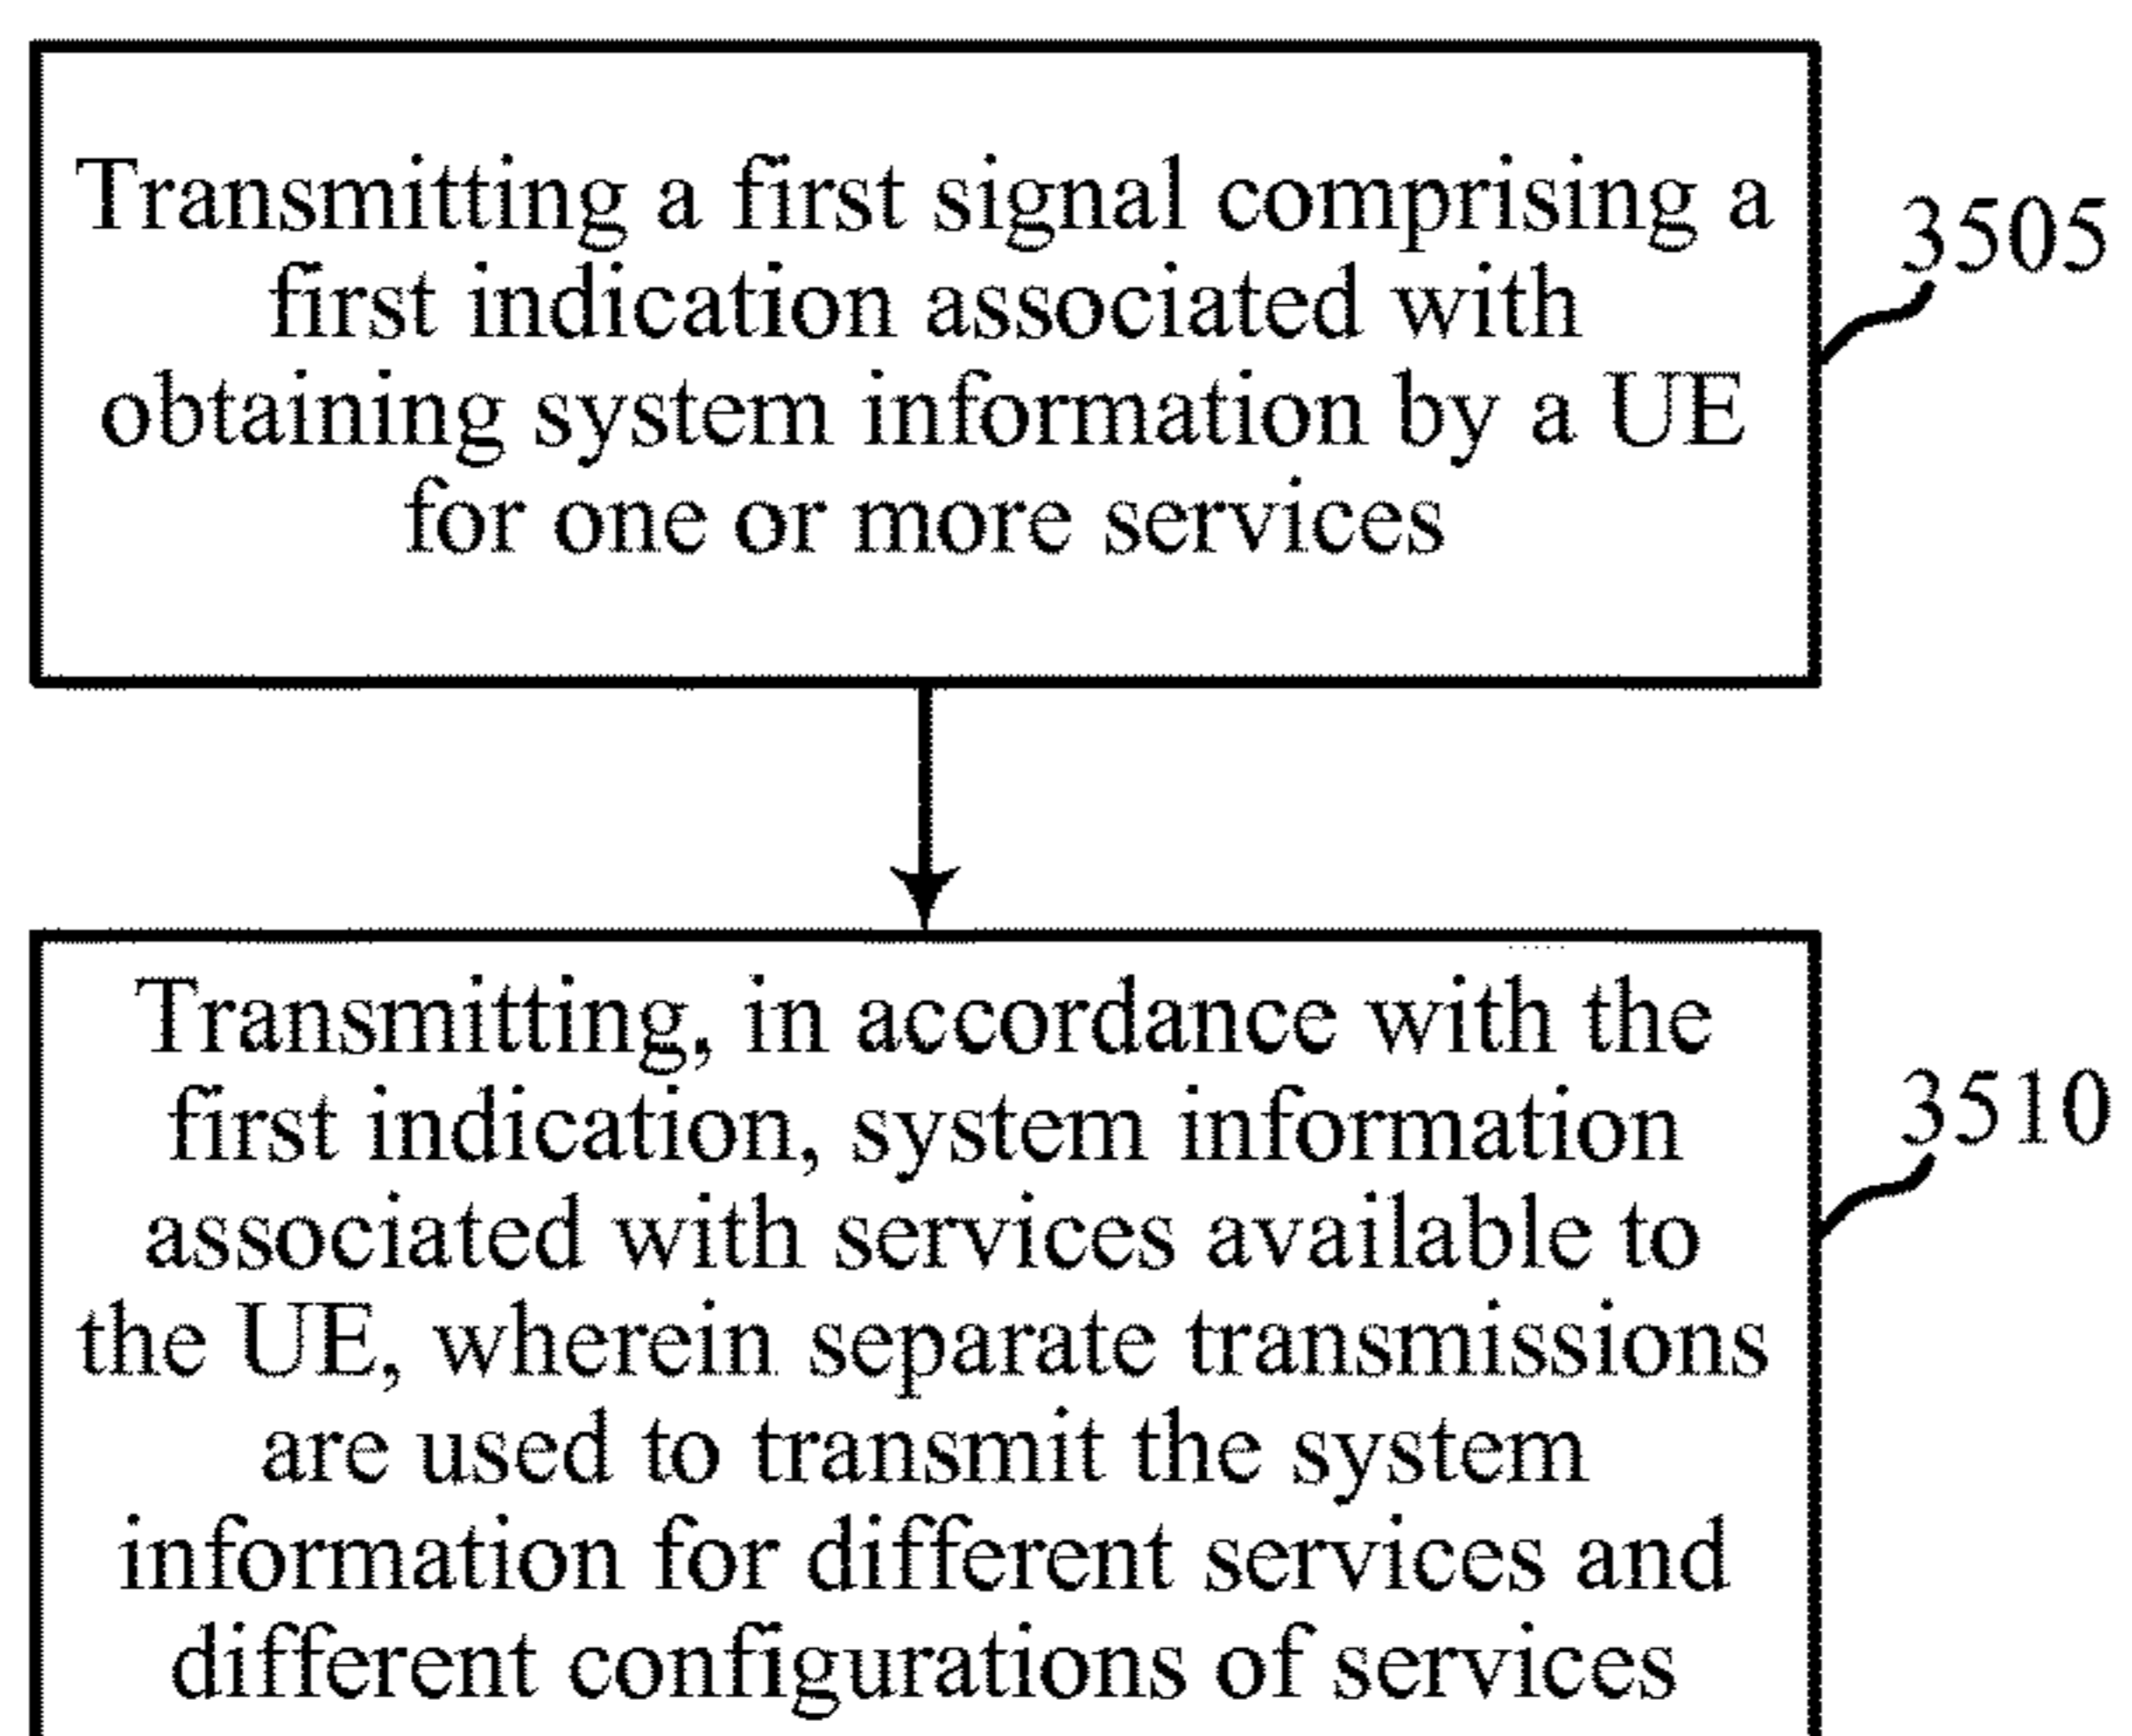 Transmitting a first signal comprising a
first indication associated with
obtaining system information by a UE
for one or more services
3505
Transmitting, in accordance with the
first indication, system information
associated with services available to
the UE, wherein separate transmissions
are used to transmit the system
information for different services and
different configurations of services
3510